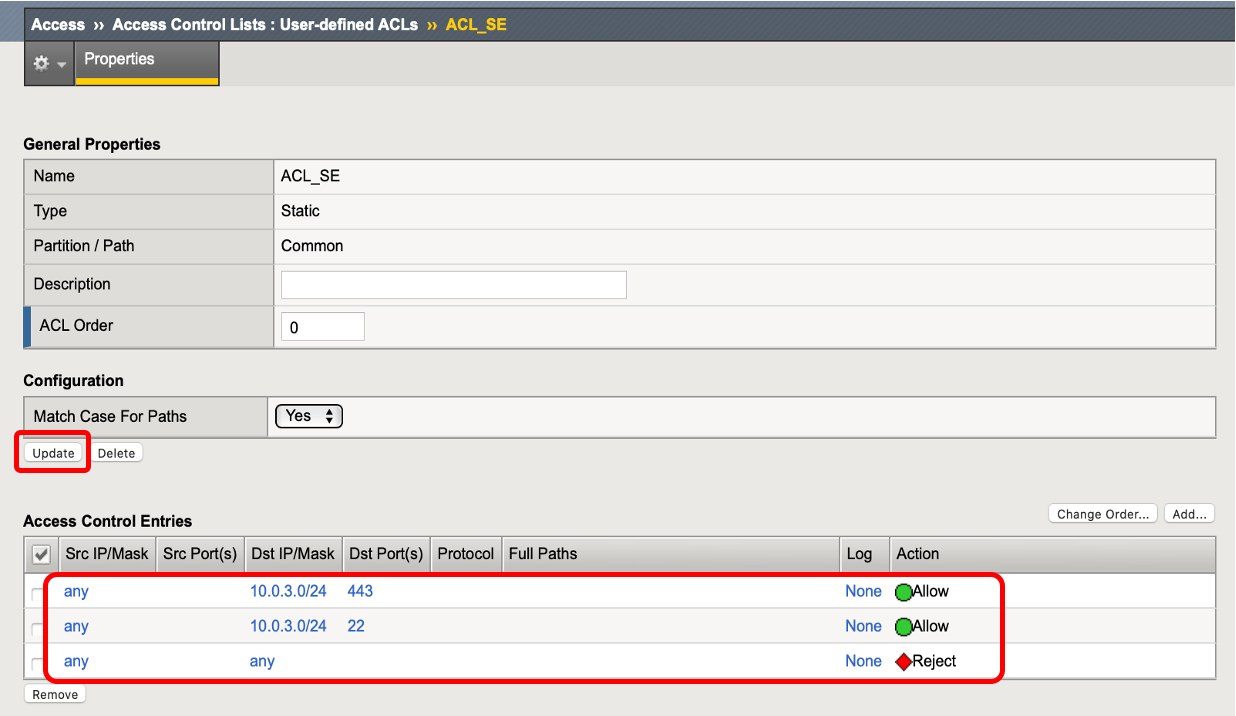 Access ›› Access Control Lists : User-defined ACLs ›› ACL_SE
Properties
General Properties
Name ACL_SE
Type Static
Partition / Path Common
Description
ACL Order 0
Configuration
Match Case For Paths Yes
Update Delete
Access Control Entries Change Order... Add...
Src IP/Mask Src Port(s) Dst IP/Mask Dst Port(s) Protocol Full Paths Log Action
any 10.0.3.0/24 443 None Allow
any 10.0.3.0/24 22 None Allow
any any None Reject
Remove